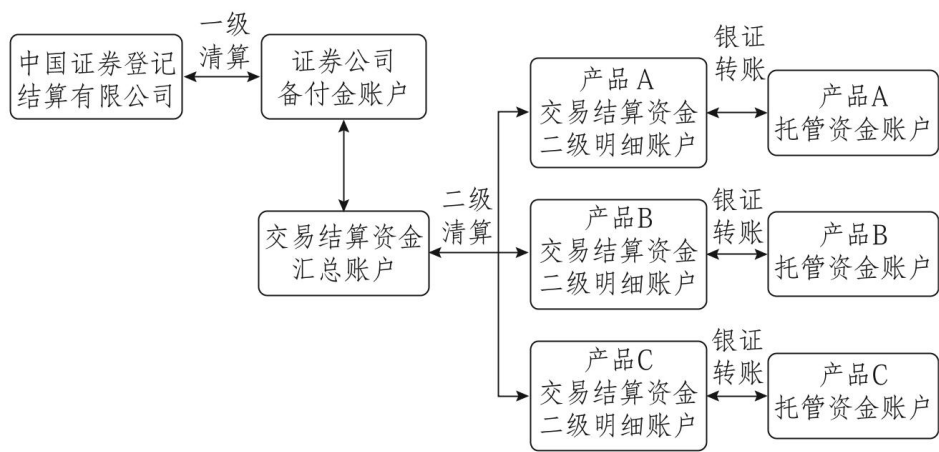 一级
清算
中国证券登记
结算有限公司
证券公司
备付金账户
交易结算资金
汇总账户
二级
清算
产品A
交易结算资金
二级明细账户
银证
转账
产品A
托管资金账户
产品B
交易结算资金
二级明细账户
银证
转账
产品B
托管资金账户
产品C
交易结算资金
二级明细账户
银证
转账
产品C
托管资金账户